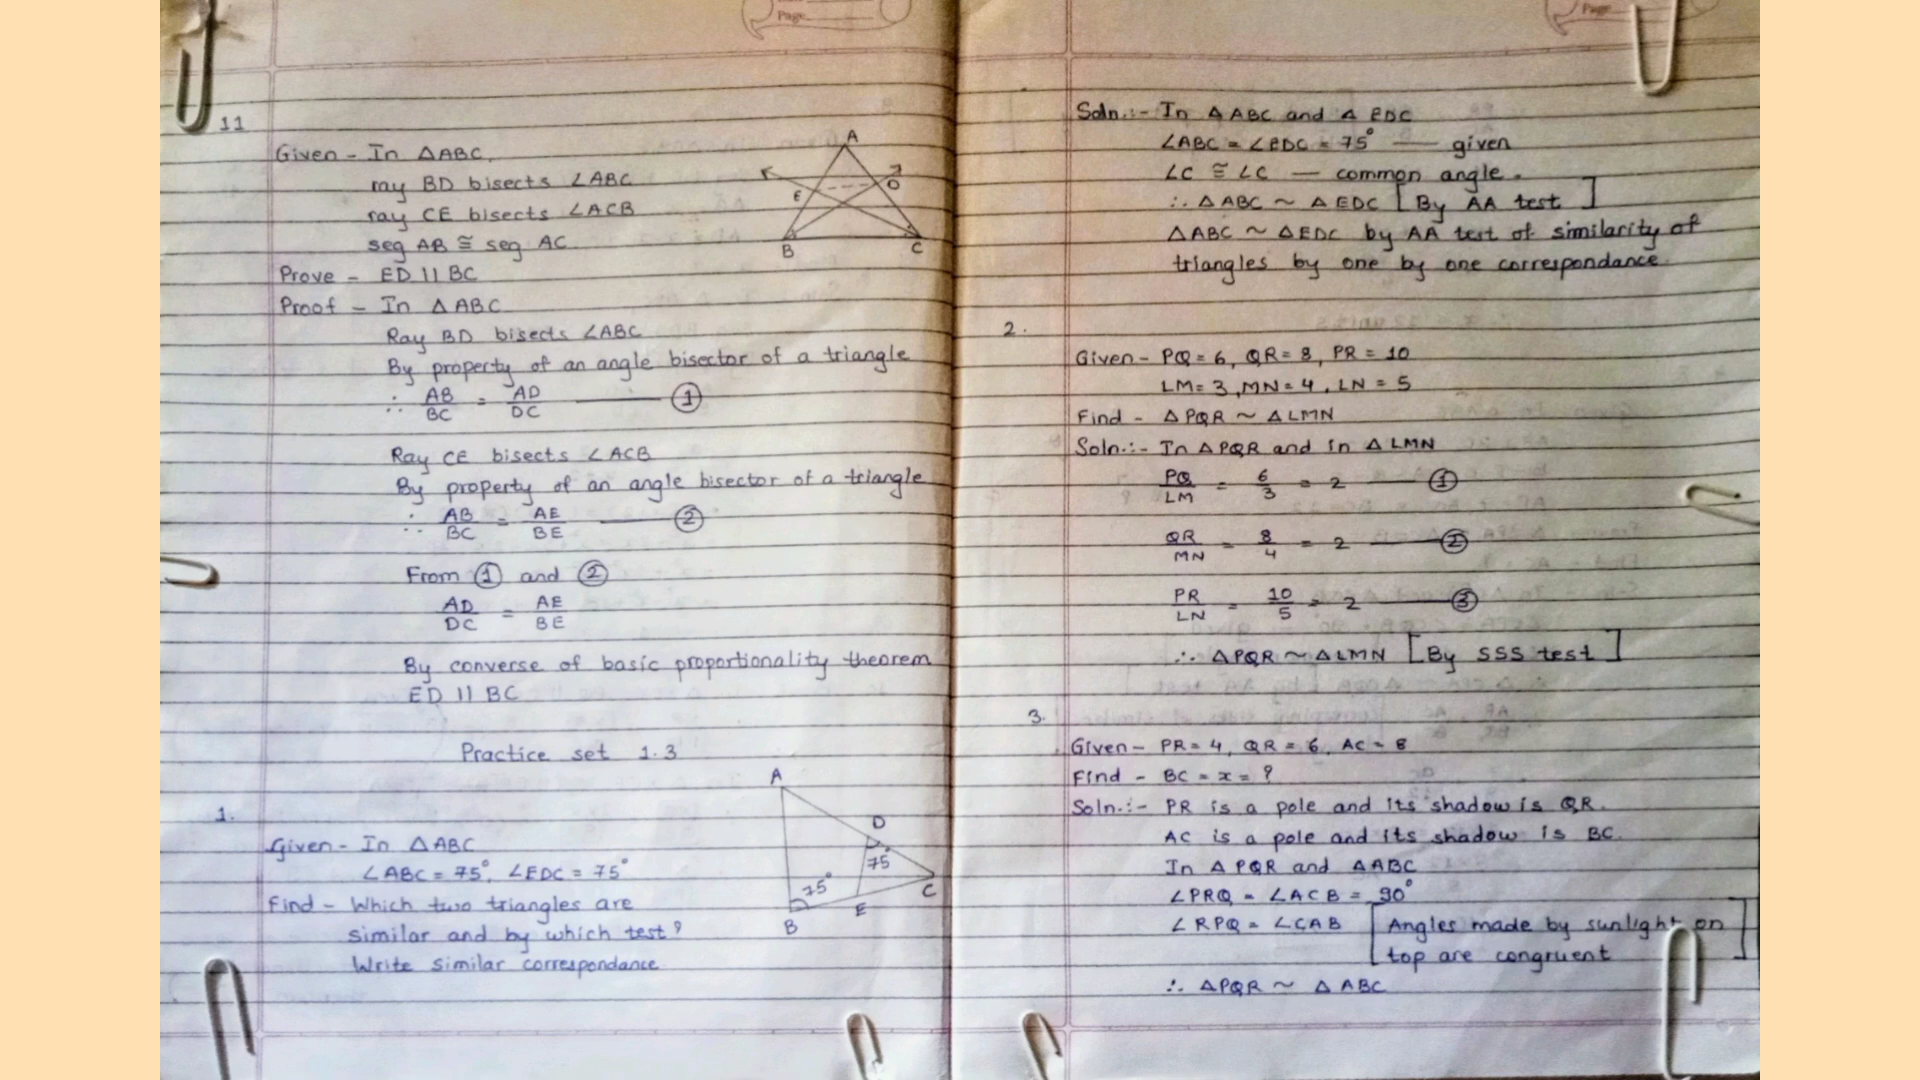 Page
11
Given - In △ABC,
ray BD bisects ∠ABC
ray CE bisects ∠ACB
seg AB ≅ seg AC
Prove - ED || BC
A
E
D
B
C
Proof - In △ABC
Ray BD bisects ∠ABC
By property of an angle bisector of a triangle
∴ AB/BC = AD/DC —— ①
Ray CE bisects ∠ACB
By property of an angle bisector of a triangle
∴ AB/BC = AE/BE —— ②
From ① and ②
AD/DC = AE/BE
By converse of basic proportionality theorem
ED || BC
Practice set 1.3
1.
Given - In △ABC
∠ABC = 75°, ∠EDC = 75°
Find - Which two triangles are
similar and by which test?
Write similar correspondance
A
D
75°
75°
C
E
B
Page
Soln.:- In △ABC and △EDC
∠ABC = ∠EDC = 75° —— given
∠C ≅ ∠C — common angle.
∴ △ABC ~ △EDC [By AA test]
△ABC ~ △EDC by AA test of similarity of
triangles by one by one correspondance
2.
Given - PQ = 6, QR = 8, PR = 10
LM = 3, MN = 4, LN = 5
Find - △PQR ~ △LMN
Soln.:- In △PQR and in △LMN
PQ/LM = 6/3 = 2 —— ①
QR/MN = 8/4 = 2 —— ②
PR/LN = 10/5 = 2 —— ③
∴ △PQR ~ △LMN [By SSS test]
3.
Given - PR = 4, QR = 6, AC = 8
Find - BC = x = ?
Soln.:- PR is a pole and its shadow is QR.
AC is a pole and its shadow is BC.
In △PQR and △ABC
∠PRQ = ∠ACB = 90°
∠RPQ = ∠CAB [Angles made by sunlight on
top are congruent]
∴ △PQR ~ △ABC